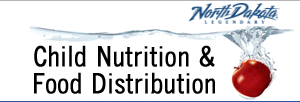 North Dakota
LEGENDARY
Child Nutrition &
Food Distribution